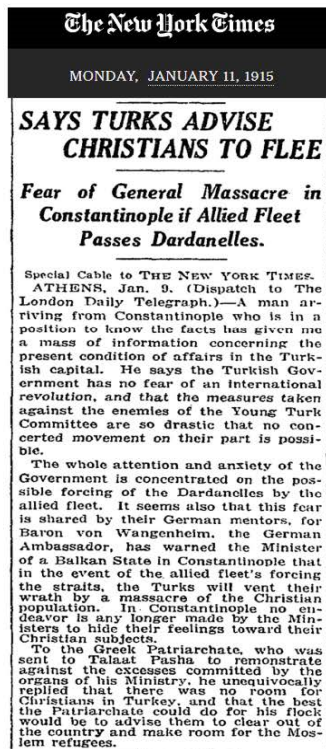 The New York Times
MONDAY, JANUARY 11, 1915
SAYS TURKS ADVISE
CHRISTIANS TO FLEE
Fear of General Massacre in
Constantinople if Allied Fleet
Passes Dardanelles.
Special Cable to THE NEW YORK TIMES.
ATHENS, Jan. 9. (Dispatch to The
London Daily Telegraph.)—A man ar-
riving from Constantinople who is in a
position to know the facts has given me
a mass of information concerning the
present condition of affairs in the Turk-
ish capital. He says the Turkish Gov-
ernment has no fear of an international
revolution, and that the measures taken
against the enemies of the Young Turk
Committee are so drastic that no con-
certed movement on their part is possi-
ble.
The whole attention and anxiety of the
Government is concentrated on the pos-
sible forcing of the Dardanelles by the
allied fleet. It seems also that this fear
is shared by their German mentors, for
Baron von Wangenheim, the German
Ambassador, has warned the Minister
of a Balkan State in Constantinople that
in the event of the allied fleet's forcing
the straits, the Turks will vent their
wrath by a massacre of the Christian
population. In Constantinople no en-
deavor is any longer made by the Min-
isters to hide their feelings toward their
Christian subjects.
To the Greek Patriarchate, who was
sent to Talaat Pasha to remonstrate
against the excesses committed by the
organs of his Ministry, he unequivocally
replied that there was no room for
Christians in Turkey, and that the best
the Patriarchate could do for his flock
would be to advise them to clear out of
the country and make room for the Mos-
lem refugees.